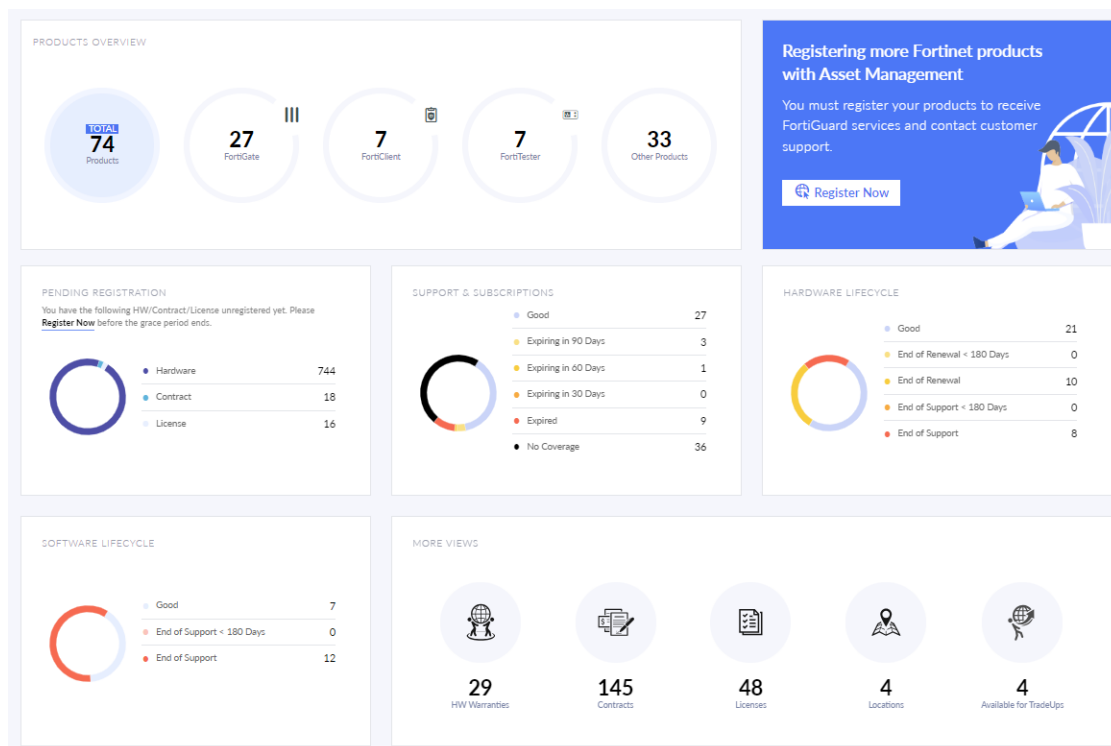 PRODUCTS OVERVIEW
TOTAL
74
Products
27
FortiGate
7
FortiClient
7
FortiTester
33
Other Products
Registering more Fortinet products
with Asset Management
You must register your products to receive
FortiGuard services and contact customer
support.
Register Now
PENDING REGISTRATION
You have the following HW/Contract/License unregistered yet. Please
Register Now before the grace period ends.
Hardware 744
Contract 18
License 16
SUPPORT & SUBSCRIPTIONS
Good 27
Expiring in 90 Days 3
Expiring in 60 Days 1
Expiring in 30 Days 0
Expired 9
No Coverage 36
HARDWARE LIFECYCLE
Good 21
End of Renewal < 180 Days 0
End of Renewal 10
End of Support < 180 Days 0
End of Support 8
SOFTWARE LIFECYCLE
Good 7
End of Support < 180 Days 0
End of Support 12
MORE VIEWS
29
HW Warranties
145
Contracts
48
Licenses
4
Locations
4
Available for TradeUps